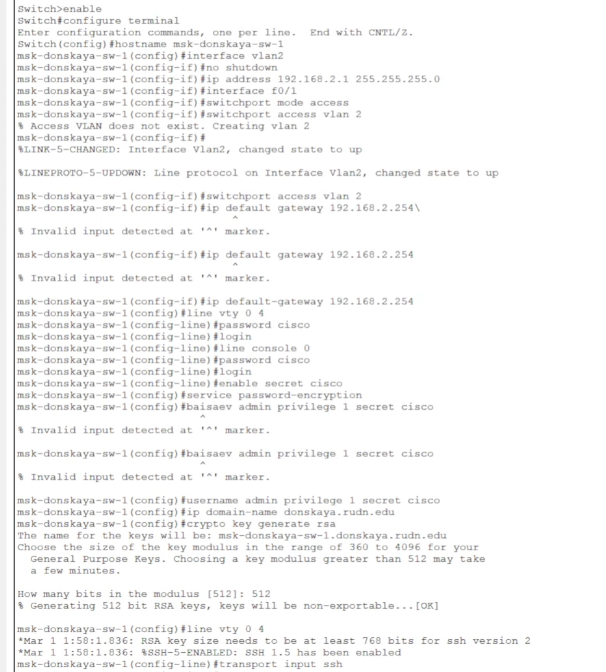 Switch>enable
Switch#configure terminal
Enter configuration commands, one per line. End with CNTL/Z.
Switch(config)#hostname msk-donskaya-sw-1
msk-donskaya-sw-1(config)#interface vlan2
msk-donskaya-sw-1(config-if)#no shutdown
msk-donskaya-sw-1(config-if)#ip address 192.168.2.1 255.255.255.0
msk-donskaya-sw-1(config-if)#interface f0/1
msk-donskaya-sw-1(config-if)#switchport mode access
msk-donskaya-sw-1(config-if)#switchport access vlan 2
% Access VLAN does not exist. Creating vlan 2
msk-donskaya-sw-1(config-if)#
%LINK-5-CHANGED: Interface Vlan2, changed state to up
%LINEPROTO-5-UPDOWN: Line protocol on Interface Vlan2, changed state to up
msk-donskaya-sw-1(config-if)#switchport access vlan 2
msk-donskaya-sw-1(config-if)#ip default gateway 192.168.2.254\
^
% Invalid input detected at '^' marker.
msk-donskaya-sw-1(config-if)#ip default gateway 192.168.2.254
^
% Invalid input detected at '^' marker.
msk-donskaya-sw-1(config-if)#ip default-gateway 192.168.2.254
msk-donskaya-sw-1(config)#line vty 0 4
msk-donskaya-sw-1(config-line)#password cisco
msk-donskaya-sw-1(config-line)#login
msk-donskaya-sw-1(config-line)#line console 0
msk-donskaya-sw-1(config-line)#password cisco
msk-donskaya-sw-1(config-line)#login
msk-donskaya-sw-1(config-line)#enable secret cisco
msk-donskaya-sw-1(config)#service password-encryption
msk-donskaya-sw-1(config)#baisaev admin privilege 1 secret cisco
^
% Invalid input detected at '^' marker.
msk-donskaya-sw-1(config)#baisaev admin privilege 1 secret cisco
^
% Invalid input detected at '^' marker.
msk-donskaya-sw-1(config)#username admin privilege 1 secret cisco
msk-donskaya-sw-1(config)#ip domain-name donskaya.rudn.edu
msk-donskaya-sw-1(config)#crypto key generate rsa
The name for the keys will be: msk-donskaya-sw-1.donskaya.rudn.edu
Choose the size of the key modulus in the range of 360 to 4096 for your
General Purpose Keys. Choosing a key modulus greater than 512 may take
a few minutes.
How many bits in the modulus [512]: 512
% Generating 512 bit RSA keys, keys will be non-exportable...[OK]
msk-donskaya-sw-1(config)#line vty 0 4
*Mar 1 1:58:1.836: RSA key size needs to be at least 768 bits for ssh version 2
*Mar 1 1:58:1.836: %SSH-5-ENABLED: SSH 1.5 has been enabled
msk-donskaya-sw-1(config-line)#transport input ssh